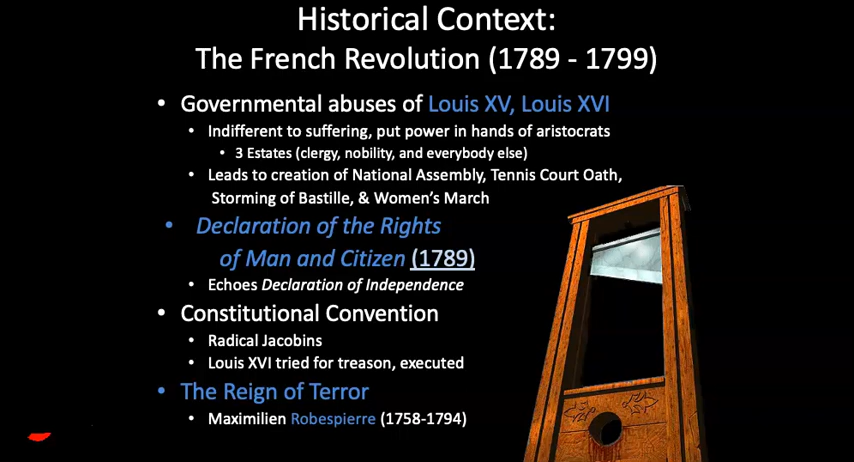 Historical Context:
The French Revolution (1789 - 1799)
• Governmental abuses of Louis XV, Louis XVI
• Indifferent to suffering, put power in hands of aristocrats
• 3 Estates (clergy, nobility, and everybody else)
• Leads to creation of National Assembly, Tennis Court Oath,
Storming of Bastille, & Women's March
• Declaration of the Rights
of Man and Citizen (1789)
• Echoes Declaration of Independence
• Constitutional Convention
• Radical Jacobins
• Louis XVI tried for treason, executed
• The Reign of Terror
• Maximilien Robespierre (1758-1794)